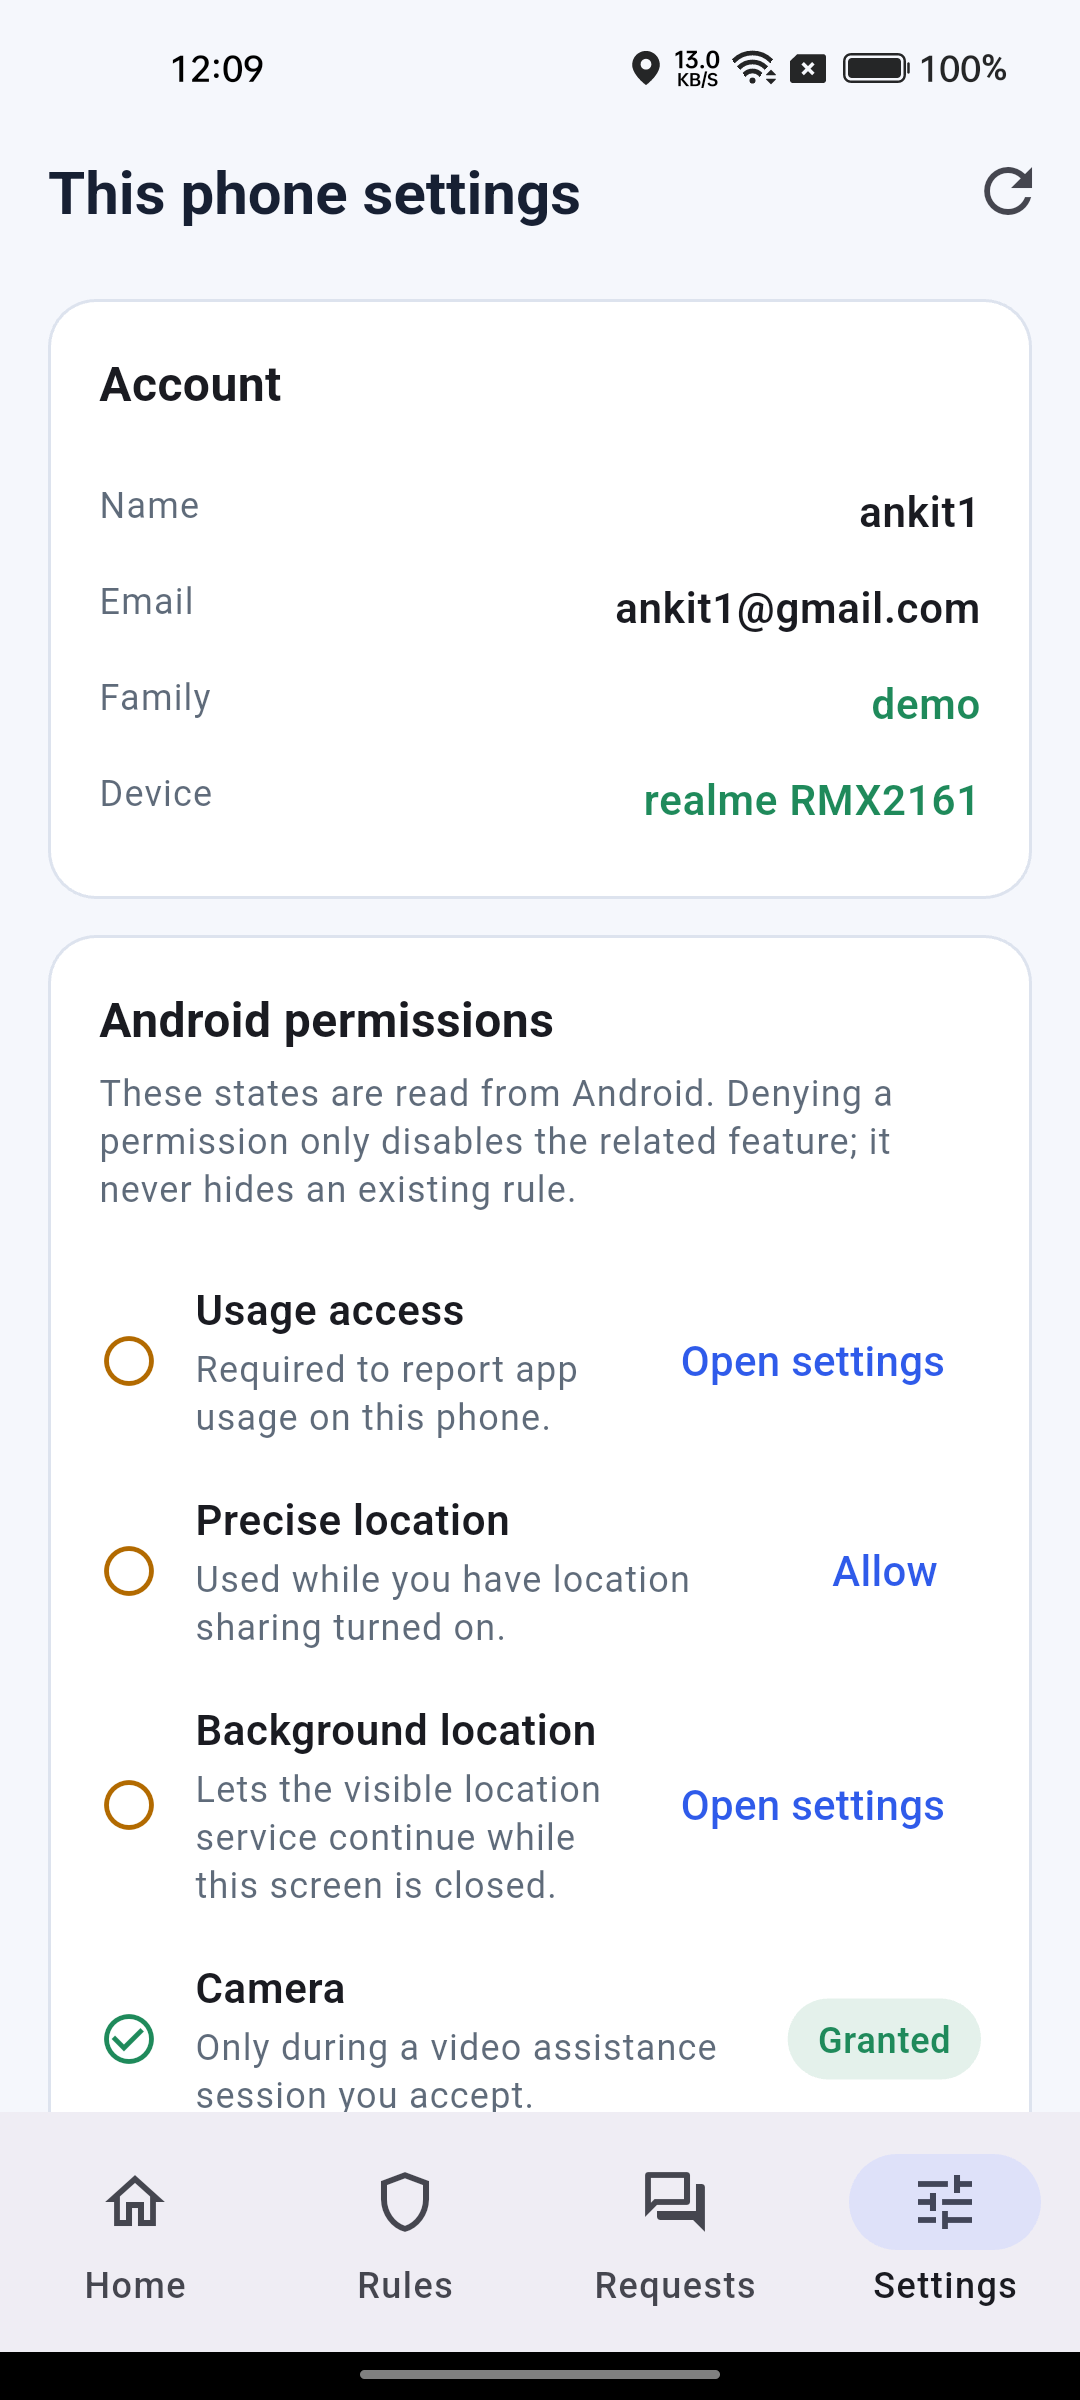 12:09
13.0
KB/S
100%
This phone settings
Account
Name
ankit1
Email
ankit1@gmail.com
Family
demo
Device
realme RMX2161
Android permissions
These states are read from Android. Denying a
permission only disables the related feature; it
never hides an existing rule.
Usage access
Required to report app
usage on this phone.
Open settings
Precise location
Used while you have location
sharing turned on.
Allow
Background location
Lets the visible location
service continue while
this screen is closed.
Open settings
Camera
Only during a video assistance
session you accept.
Granted
Home
Rules
Requests
Settings